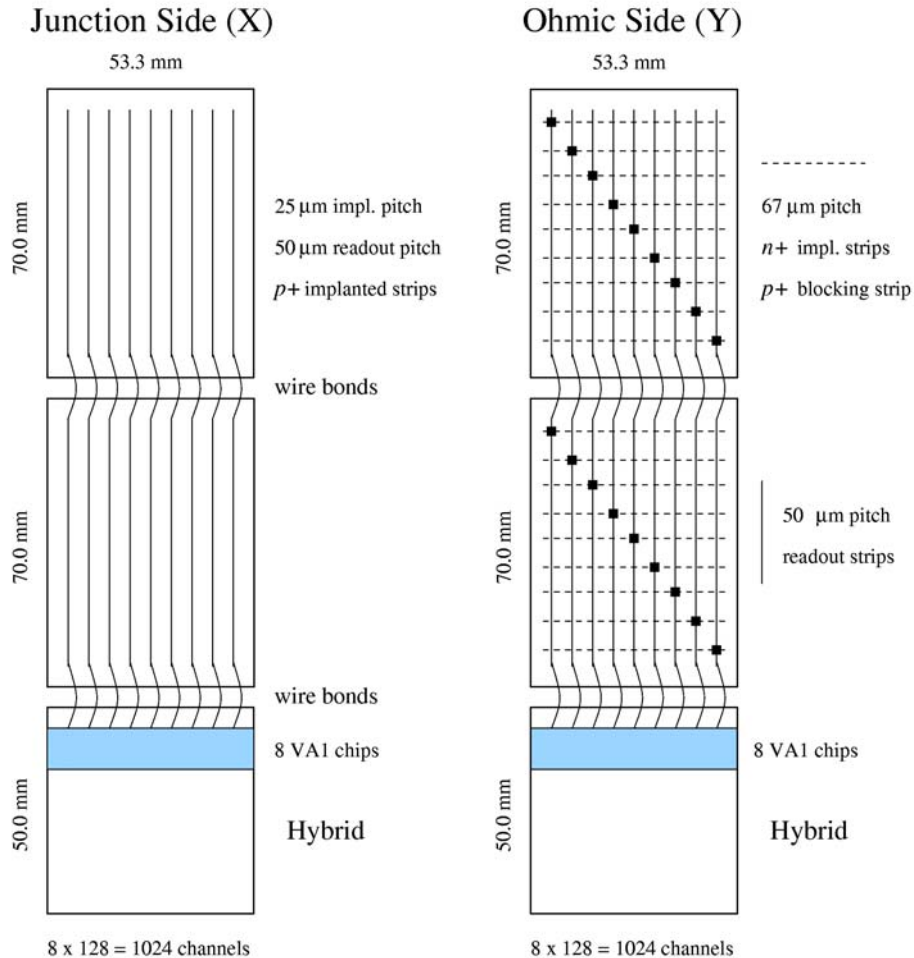 Junction Side (X)
53.3 mm
70.0 mm
25 μm impl. pitch
50 μm readout pitch
p+ implanted strips
wire bonds
70.0 mm
wire bonds
8 VA1 chips
50.0 mm
Hybrid
8 x 128 = 1024 channels
Ohmic Side (Y)
53.3 mm
70.0 mm
67 μm pitch
n+ impl. strips
p+ blocking strip
70.0 mm
50 μm pitch
readout strips
8 VA1 chips
50.0 mm
Hybrid
8 x 128 = 1024 channels